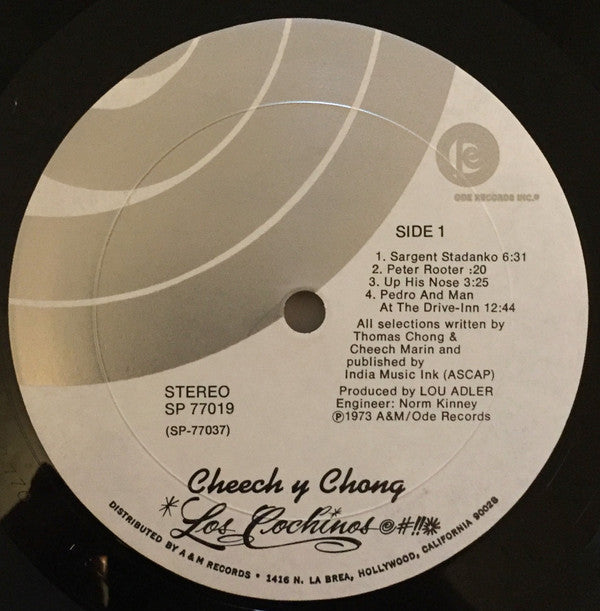 ODE RECORDS INC.®
SIDE 1
1. Sargent Stadanko 6:31
2. Peter Rooter :20
3. Up His Nose 3:25
4. Pedro And Man
At The Drive-Inn 12:44
All selections written by
Thomas Chong &
Cheech Marin and
published by
India Music Ink (ASCAP)
Produced by LOU ADLER
Engineer: Norm Kinney
℗1973 A&M/Ode Records
STEREO
SP 77019
(SP-77037)
Cheech y Chong
*Los Cochinos @#!!*
DISTRIBUTED BY A & M RECORDS • 1416 N. LA BREA, HOLLYWOOD, CALIFORNIA 90028